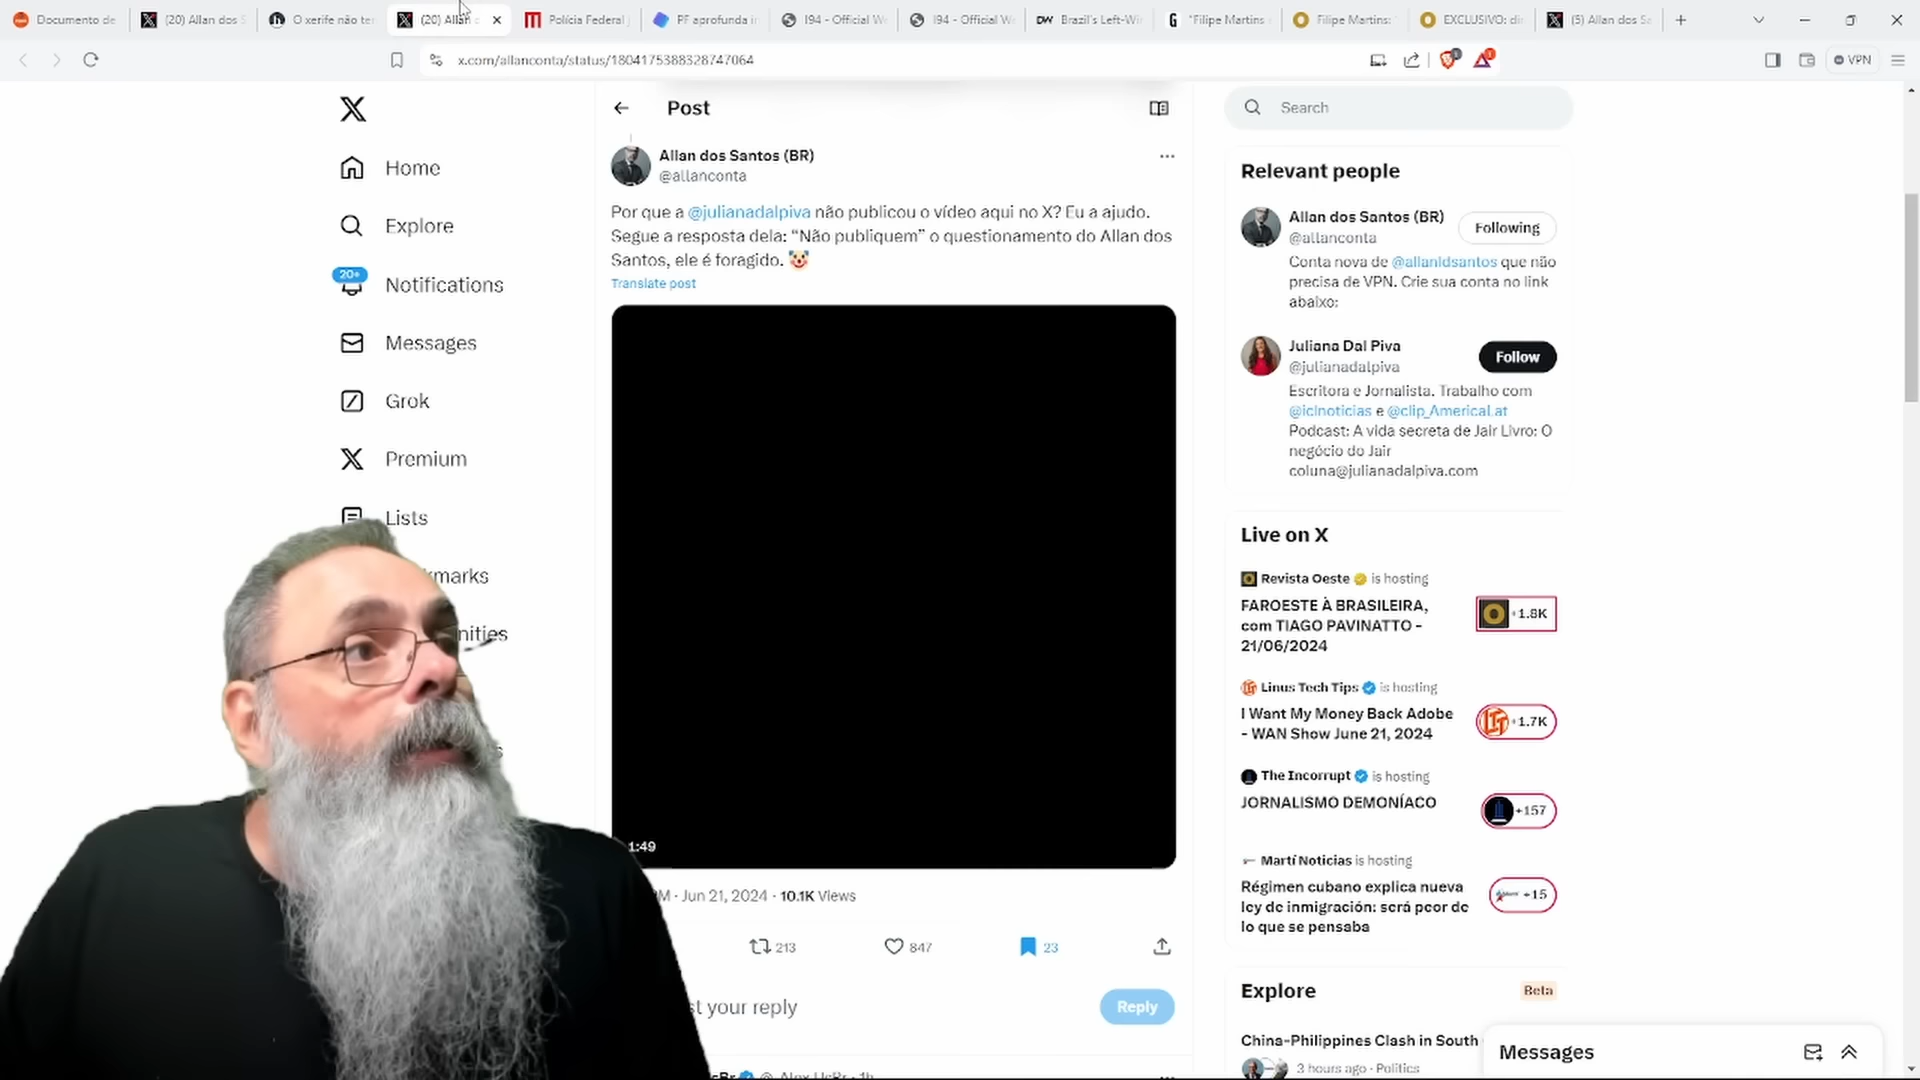 Documento de
(20) Allan dos S
O xerife não te
(20) Allan
Polícia Federal
PF aprofunda i
I94 - Official W
I94 - Official W
DW Brazil's Left-Wi
G "Filipe Martins
Filipe Martins:
EXCLUSIVO: di
(5) Allan dos Sa
x.com/allanconta/status/1804175388328747064
VPN
Post
Search
Home
Explore
20+
Notifications
Messages
Grok
Premium
Lists
kmarks
nities
Allan dos Santos (BR)
@allanconta
Por que a @julianadalpiva não publicou o vídeo aqui no X? Eu a ajudo.
Segue a resposta dela: “Não publiquem” o questionamento do Allan dos
Santos, ele é foragido. 🤡
Translate post
1:49
M · Jun 21, 2024 · 10.1K Views
213
847
23
st your reply
Reply
Relevant people
Allan dos Santos (BR)
@allanconta
Following
Conta nova de @allanldsantos que não
precisa de VPN. Crie sua conta no link
abaixo:
Juliana Dal Piva
@julianadalpiva
Follow
Escritora e Jornalista. Trabalho com
@iclnoticias e @clip_AmericaLat
Podcast: A vida secreta de Jair Livro: O
negócio do Jair
coluna@julianadalpiva.com
Live on X
Revista Oeste is hosting
FAROESTE À BRASILEIRA,
com TIAGO PAVINATTO -
21/06/2024
+1.8K
Linus Tech Tips is hosting
I Want My Money Back Adobe
- WAN Show June 21, 2024
+1.7K
The Incorrupt is hosting
JORNALISMO DEMONÍACO
+157
Martí Noticias is hosting
Régimen cubano explica nueva
ley de inmigración: será peor de
lo que se pensaba
+15
Explore
Beta
China-Philippines Clash in South
3 hours ago · Politics
Messages